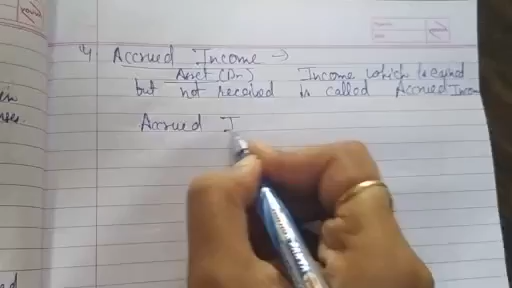 4) Accrued Income →
Asset (Dr) Income which is earned
but not received is called Accrued Income
Accrued I